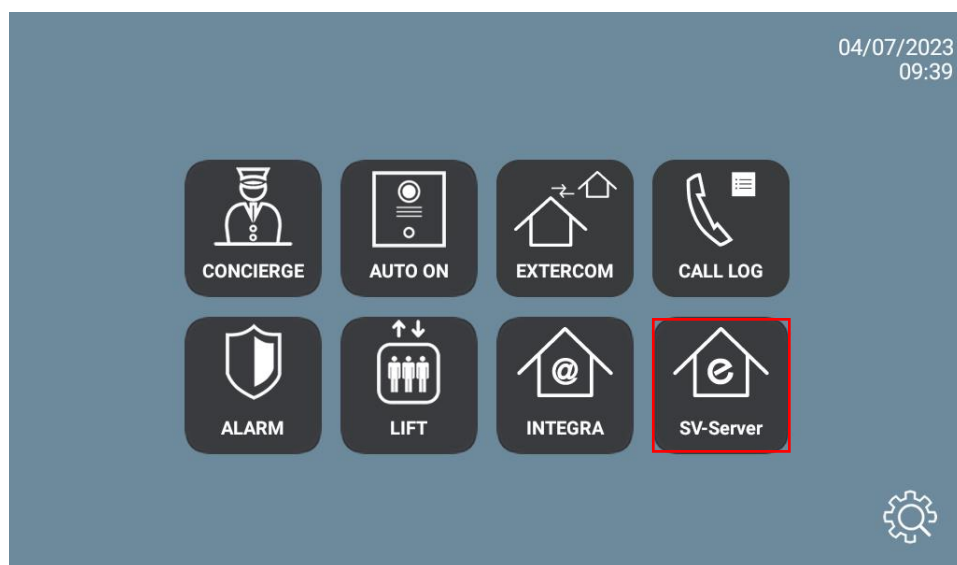 04/07/2023
09:39
CONCIERGE
AUTO ON
EXTERCOM
CALL LOG
@
e
ALARM
LIFT
INTEGRA
SV-Server